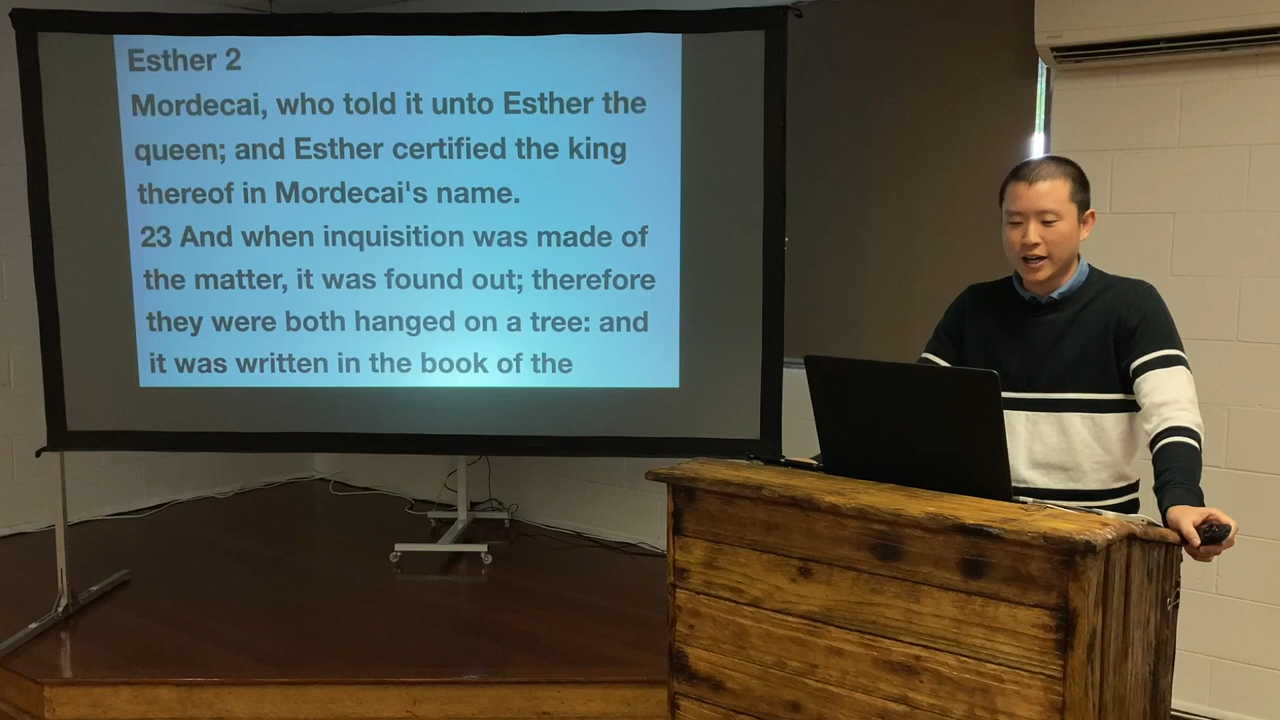 Esther 2
Mordecai, who told it unto Esther the
queen; and Esther certified the king
thereof in Mordecai's name.
23 And when inquisition was made of
the matter, it was found out; therefore
they were both hanged on a tree: and
it was written in the book of the